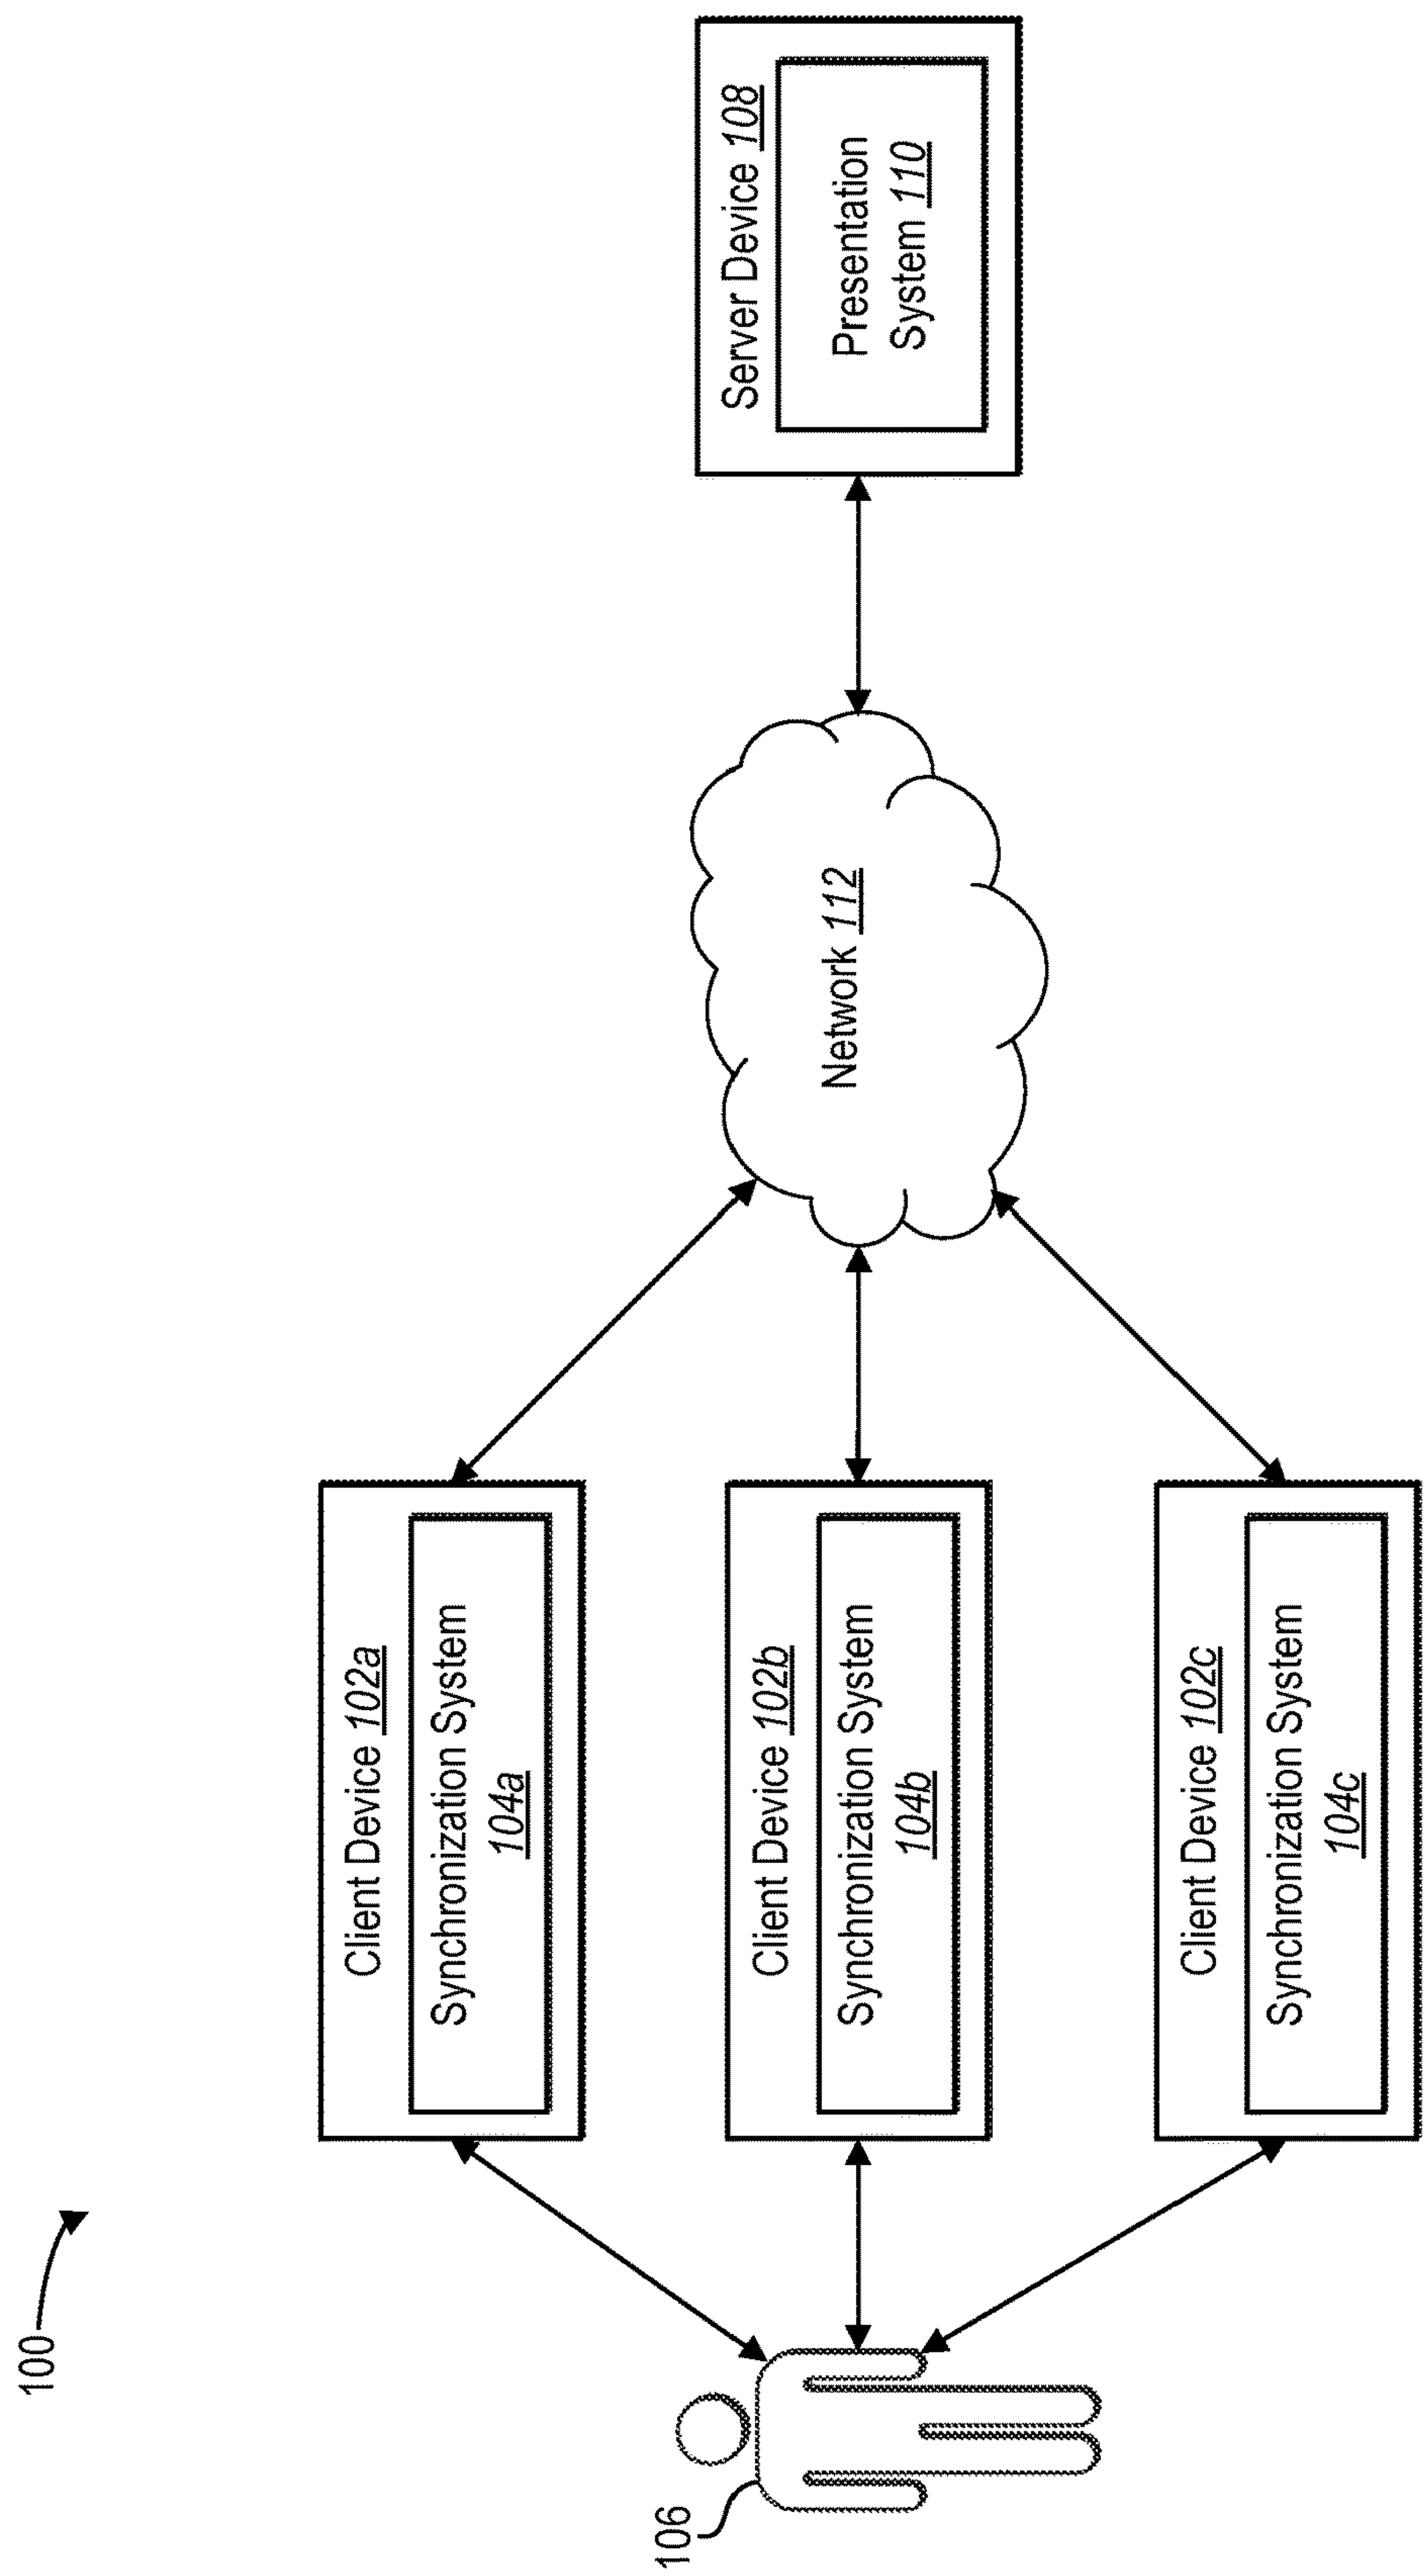 100
Client Device 102a
Synchronization System
104a
106
Client Device 102b
Synchronization System
104b
Network 112
Server Device 108
Presentation
System 110
Client Device 102c
Synchronization System
104c